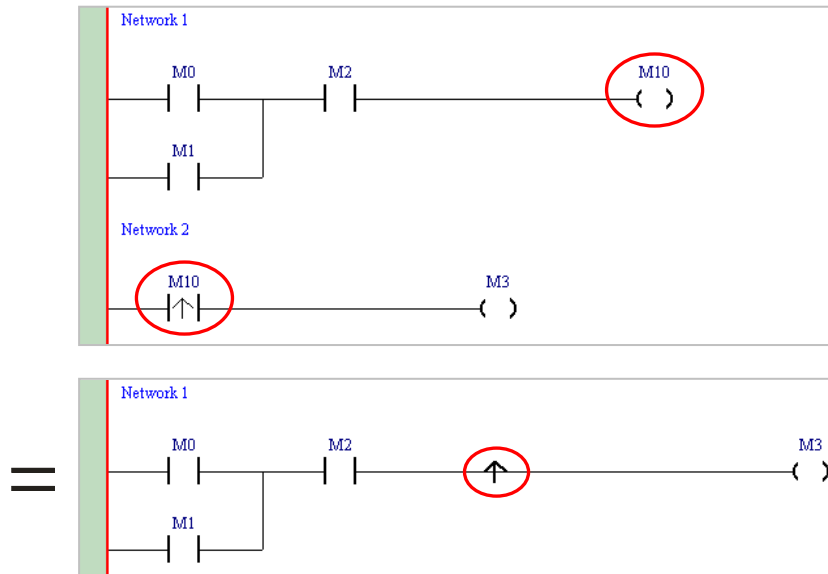 Network 1
M0 M2 M10
M1
Network 2
M10 M3
=
Network 1
M0 M2 M3
M1